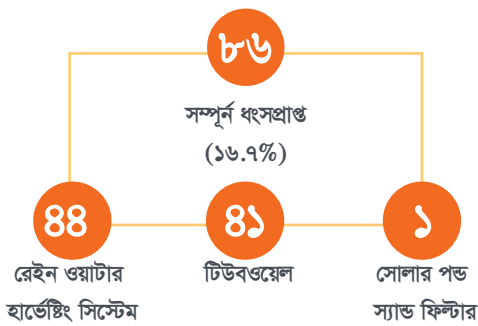 ৮৬
সম্পূর্ন ধংসপ্রাপ্ত
(১৬.৭%)
৪৪
৪১
১
রেইন ওয়াটার
হার্ভেষ্টিং সিস্টেম
টিউবওয়েল
সোলার পন্ড
স্যান্ড ফিল্টার